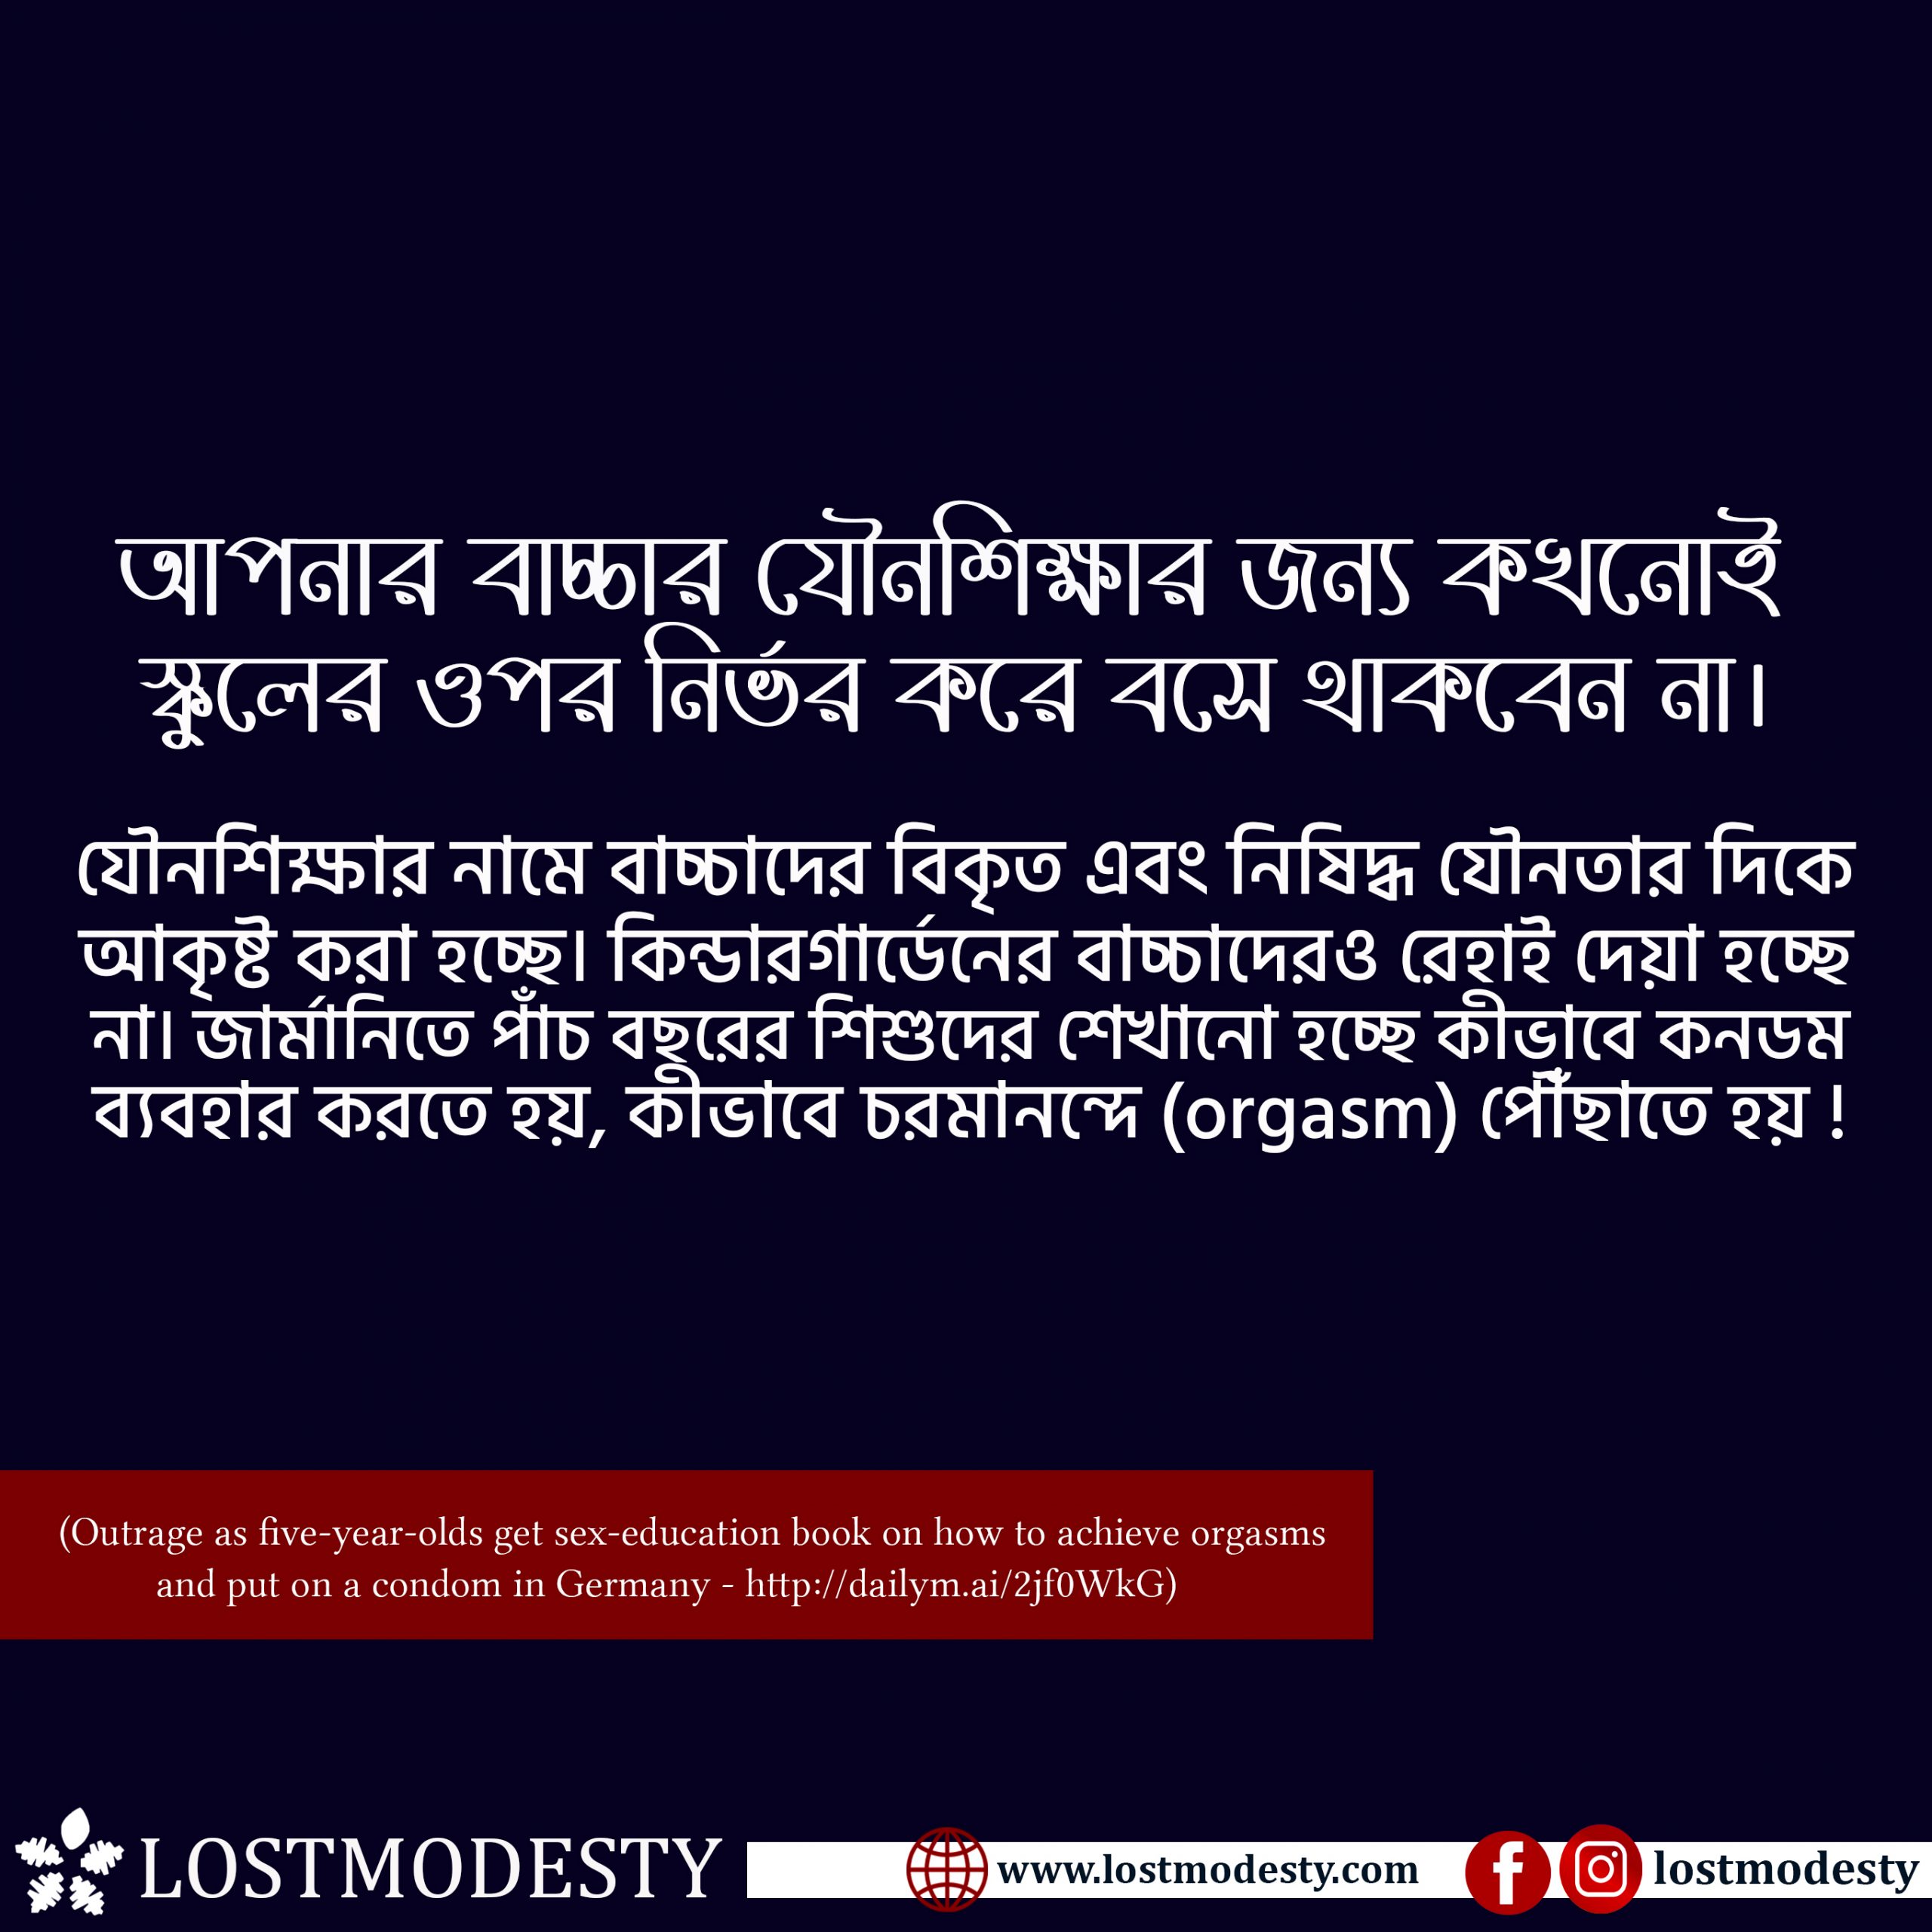 আপনার বাচ্চার যৌনশিক্ষার জন্য কখনোই
স্কুলের ওপর নির্ভর করে বসে থাকবেন না।
যৌনশিক্ষার নামে বাচ্চাদের বিকৃত এবং নিষিদ্ধ যৌনতার দিকে
আকৃষ্ট করা হচ্ছে। কিন্ডারগার্ডেনের বাচ্চাদেরও রেহাই দেয়া হচ্ছে
না। জার্মানিতে পাঁচ বছরের শিশুদের শেখানো হচ্ছে কীভাবে কনডম
ব্যবহার করতে হয়, কীভাবে চরমানন্দে (orgasm) পৌঁছাতে হয় !
(Outrage as five-year-olds get sex-education book on how to achieve orgasms
and put on a condom in Germany - http://dailym.ai/2jf0WkG)
LOSTMODESTY www.lostmodesty.com lostmodesty